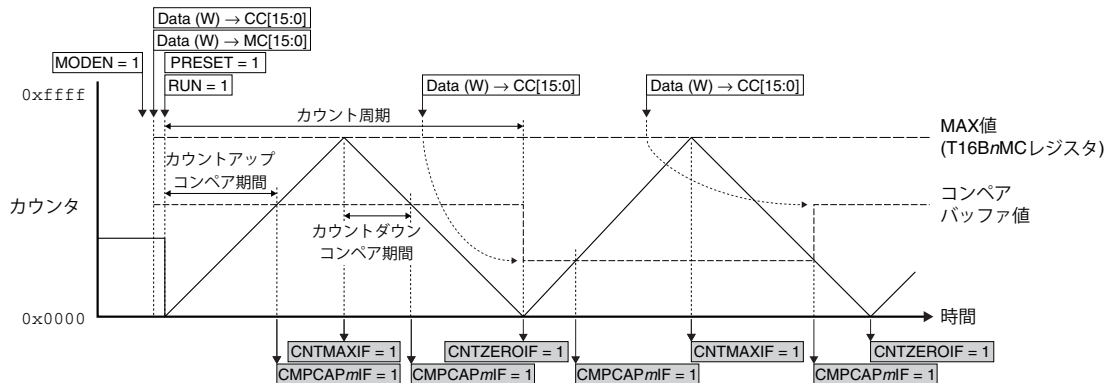 Data (W) → CC[15:0]
Data (W) → MC[15:0]
MODEN = 1
PRESET = 1
RUN = 1
Data (W) → CC[15:0]
Data (W) → CC[15:0]
0xffff
カウント周期
MAX値
(T16BnMCレジスタ)
カウントアップ
コンペア期間
カウンタ
コンペア
バッファ値
カウントダウン
コンペア期間
0x0000
時間
CNTMAXIF = 1
CNTZEROIF = 1
CNTMAXIF = 1
CNTZEROIF = 1
CMPCAPmIF = 1
CMPCAPmIF = 1
CMPCAPmIF = 1
CMPCAPmIF = 1